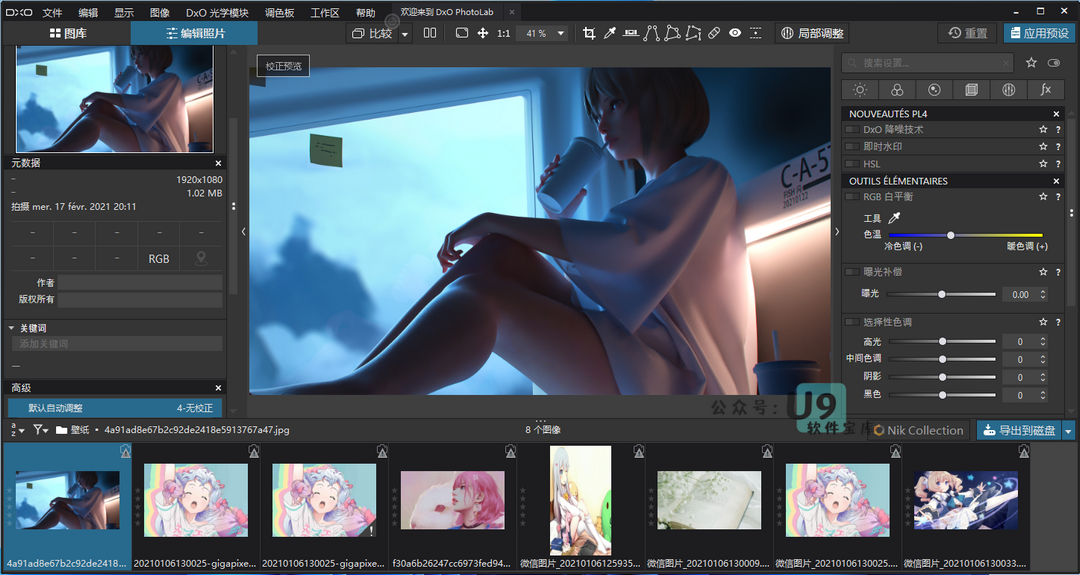 DXO 文件 编辑 显示 图像 DxO 光学模块 调色板 工作区 帮助 欢迎来到 DxO PhotoLab
图库 编辑照片 比较 1:1 41 % 局部调整 重置 应用预设
校正预览
搜索设置...
元数据
1920x1080
1.02 MB
拍摄 mer. 17 févr. 2021 20:11
RGB
作者
版权所有
关键词
添加关键词
高级
默认自动调整 4-无校正
C-A-57
20210122
NOUVEAUTÉS PL4
DxO 降噪技术
即时水印
HSL
OUTILS ÉLÉMENTAIRES
RGB 白平衡
工具
色温
冷色调 (-) 暖色调 (+)
曝光补偿
曝光 0.00
选择性色调
高光 0
中间色调 0
阴影 0
黑色 0
公众号: U9
软件宝库
壁纸 • 4a91ad8e67b2c92de2418e5913767a47.jpg
8 个图像
Nik Collection
导出到磁盘
4a91ad8e67b2c92de2418...
20210106130025-gigapixe...
20210106130025-gigapixe...
f30a6b26247cc6973fed94...
微信图片_20210106125935...
微信图片_20210106130009...
微信图片_20210106130025...
微信图片_20210106130033...